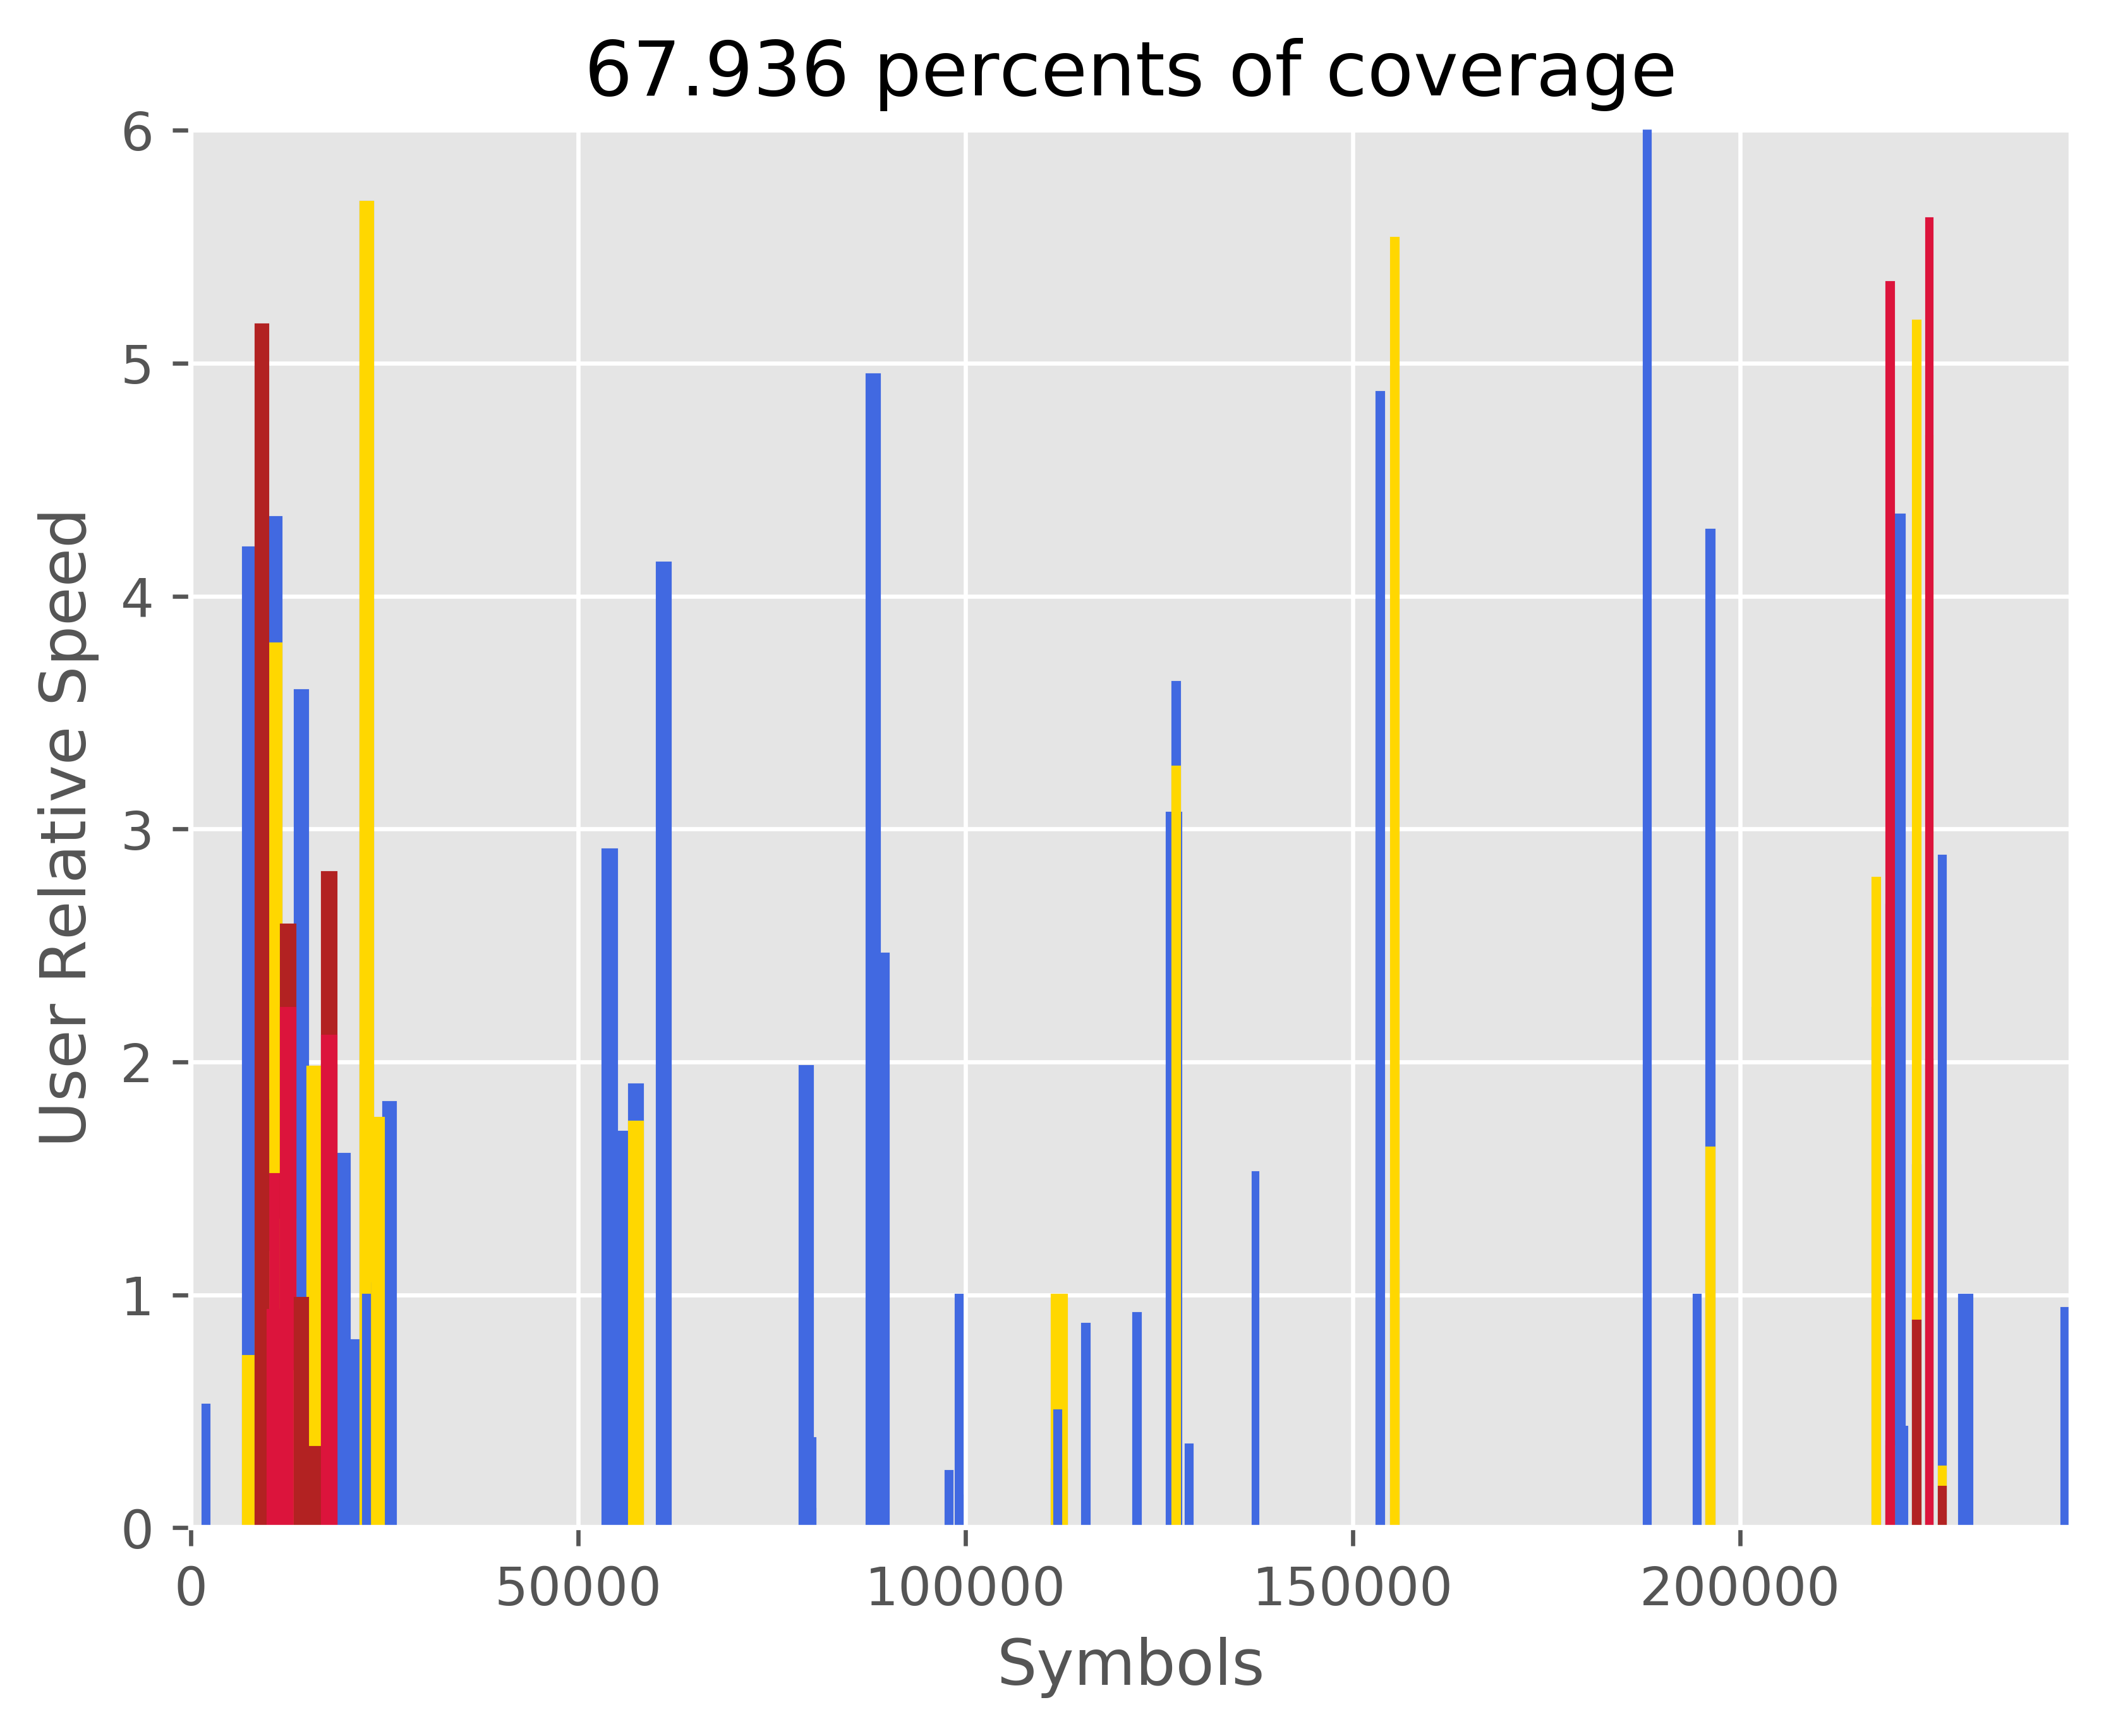 67.936 percents of coverage
6
5
4
3
2
1
0
User Relative Speed
0 50000 100000 150000 200000
Symbols